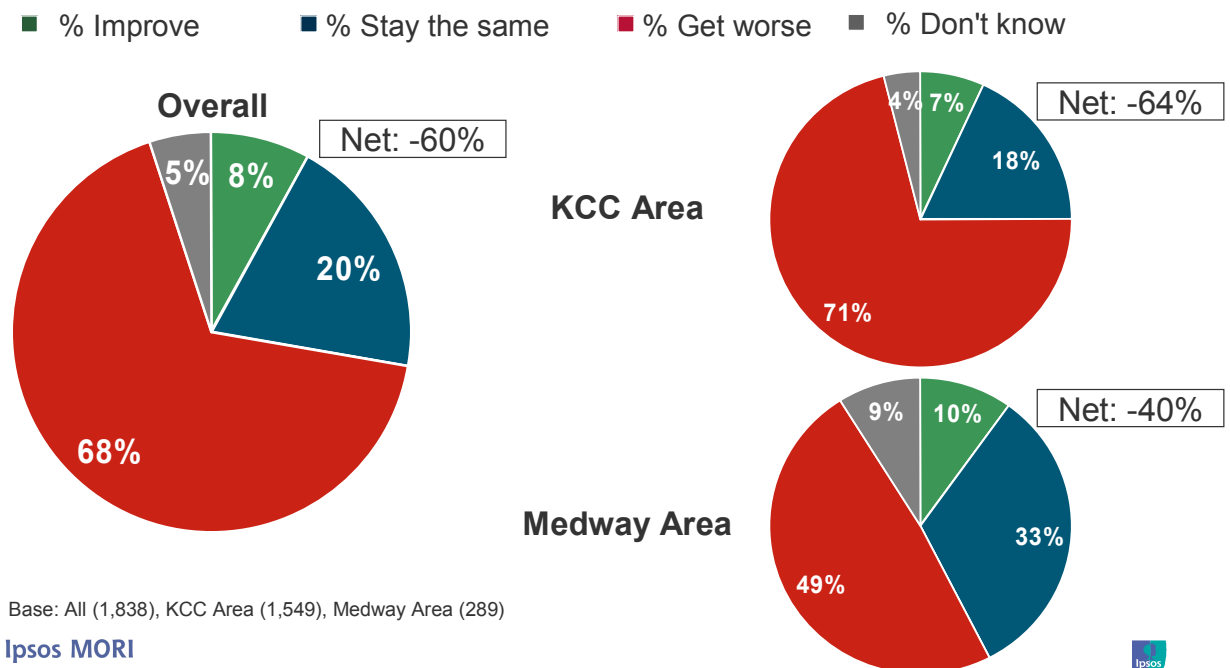 % Improve % Stay the same % Get worse % Don't know
Overall
Net: -60%
5% 8%
20%
68%
KCC Area
Net: -64%
4% 7%
18%
71%
Medway Area
Net: -40%
9% 10%
33%
49%
Base: All (1,838), KCC Area (1,549), Medway Area (289)
Ipsos MORI
Ipsos